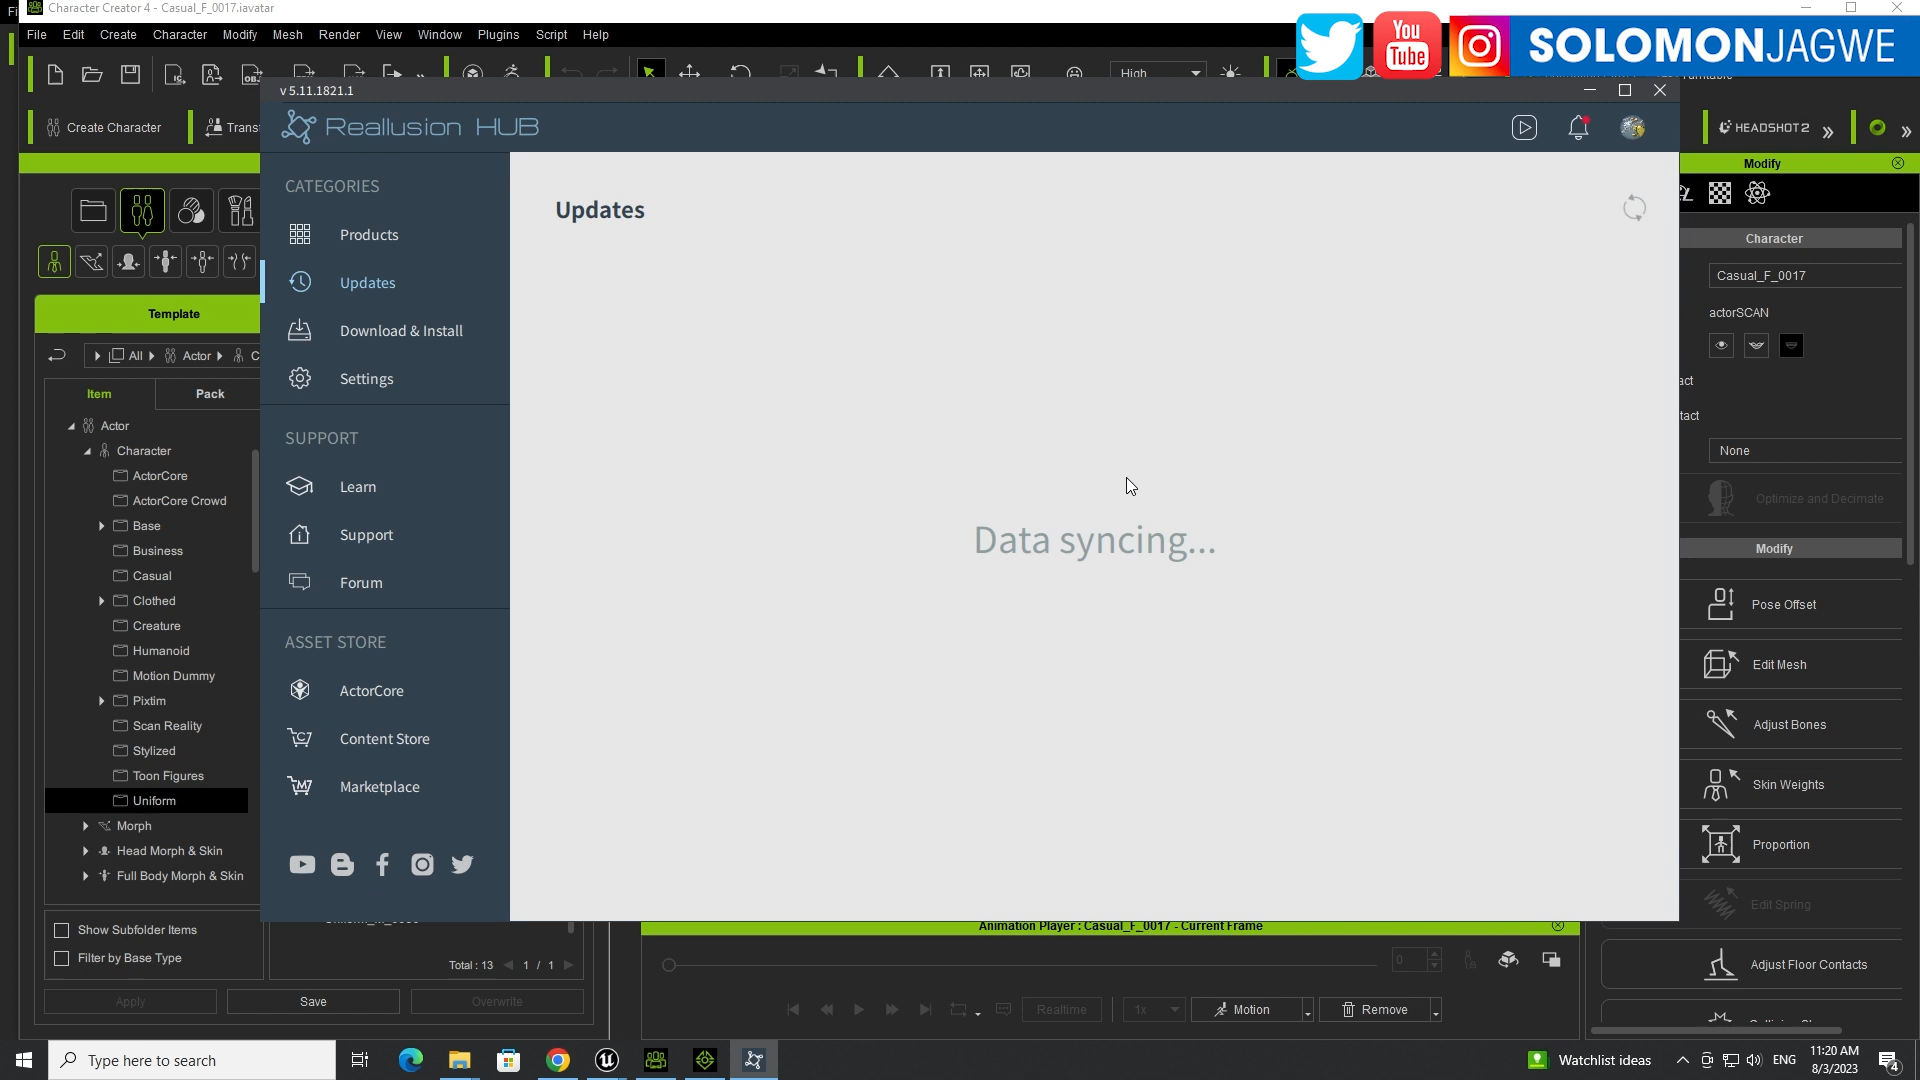 Character Creator 4 - Casual_F_0017.iavatar
File Edit Create Character Modify Mesh Render View Window Plugins Script Help
You
Tube
SOLOMONJAGWE
High
v 5.11.1821.1
Create Character
Reallusion HUB
HEADSHOT2
Modify
CATEGORIES
Products
Updates
Download & Install
Settings
SUPPORT
Learn
Support
Forum
ASSET STORE
ActorCore
Content Store
Marketplace
Updates
Data syncing...
Template
All Actor C
Item Pack
Actor
Character
ActorCore
ActorCore Crowd
Base
Business
Casual
Clothed
Creature
Humanoid
Motion Dummy
Pixtim
Scan Reality
Stylized
Toon Figures
Uniform
Morph
Head Morph & Skin
Full Body Morph & Skin
Show Subfolder Items
Filter by Base Type
Total : 13 1 / 1
Apply Save Overwrite
Character
Casual_F_0017
actorSCAN
None
Optimize and Decimate
Modify
Pose Offset
Edit Mesh
Adjust Bones
Skin Weights
Proportion
Edit Spring
Adjust Floor Contacts
Animation Player : Casual_F_0017 - Current Frame
0
Realtime 1x Motion Remove
Type here to search
Watchlist ideas
ENG
11:20 AM
8/3/2023
4